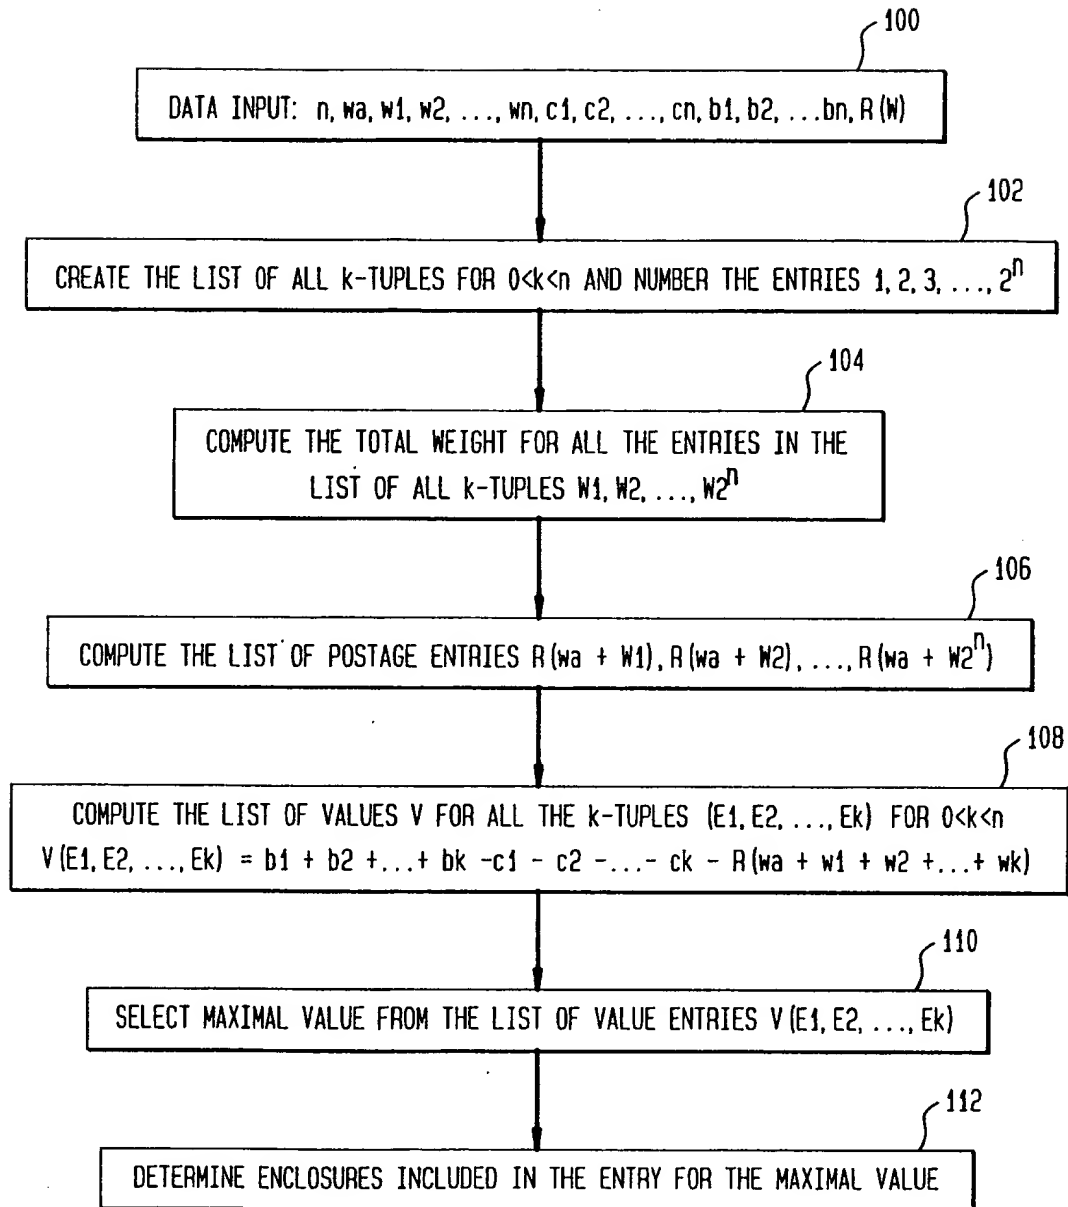 100
DATA INPUT: n, wa, w1, w2, ..., wn, c1, c2, ..., cn, b1, b2, ...bn, R(W)
102
CREATE THE LIST OF ALL k-TUPLES FOR 0<k<n AND NUMBER THE ENTRIES 1, 2, 3, ..., 2^n
104
COMPUTE THE TOTAL WEIGHT FOR ALL THE ENTRIES IN THE
LIST OF ALL k-TUPLES W1, W2, ..., W2^n
106
COMPUTE THE LIST OF POSTAGE ENTRIES R(wa + W1), R(wa + W2), ..., R(wa + W2^n)
108
COMPUTE THE LIST OF VALUES V FOR ALL THE k-TUPLES (E1, E2, ..., Ek) FOR 0<k<n
V(E1, E2, ..., Ek) = b1 + b2 +...+ bk -c1 - c2 -...- ck - R(wa + w1 + w2 +...+ wk)
110
SELECT MAXIMAL VALUE FROM THE LIST OF VALUE ENTRIES V(E1, E2, ..., Ek)
112
DETERMINE ENCLOSURES INCLUDED IN THE ENTRY FOR THE MAXIMAL VALUE